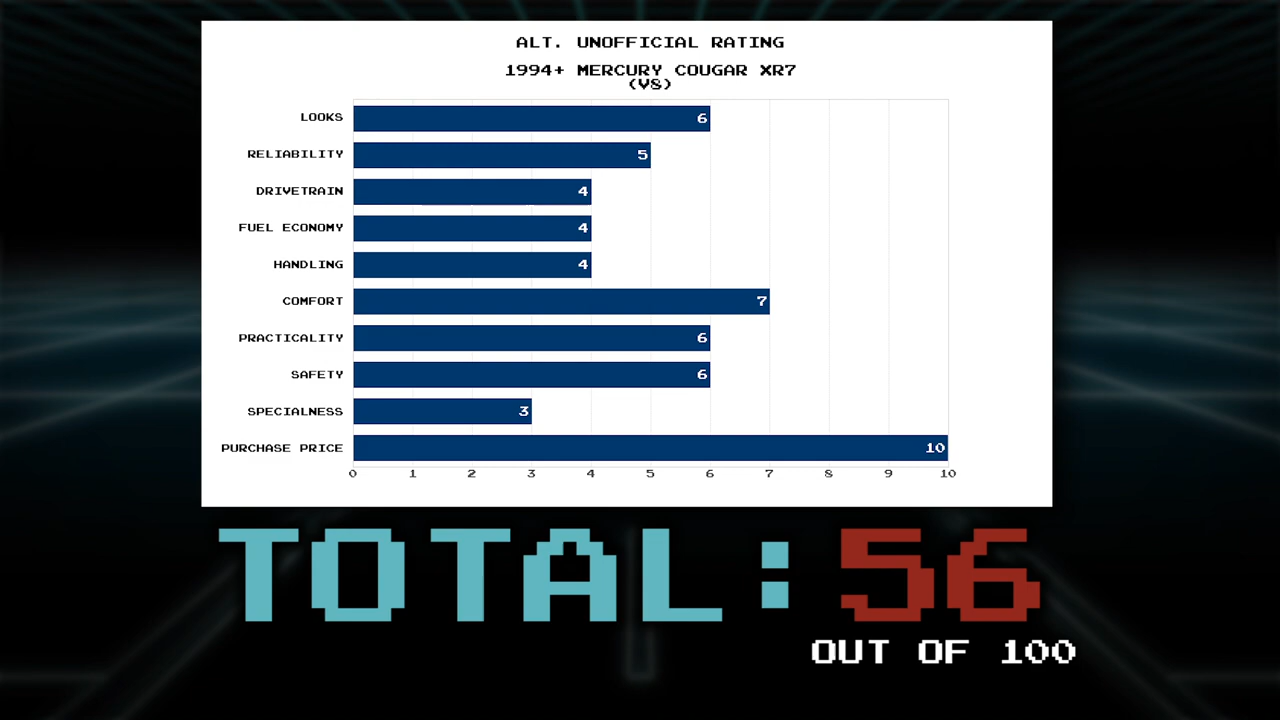 ALT. UNOFFICIAL RATING
1994+ MERCURY COUGAR XR7
(V8)
LOOKS 6
RELIABILITY 5
DRIVETRAIN 4
FUEL ECONOMY 4
HANDLING 4
COMFORT 7
PRACTICALITY 6
SAFETY 6
SPECIALNESS 3
PURCHASE PRICE 10
0 1 2 3 4 5 6 7 8 9 10
TOTAL: 56
OUT OF 100